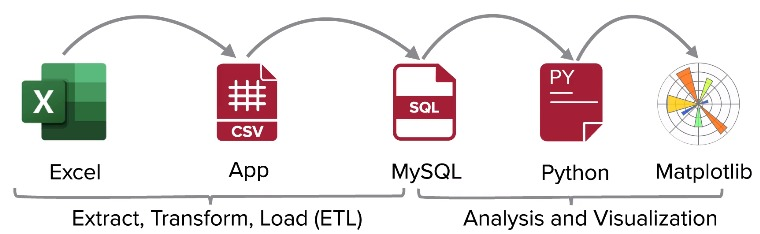 X
CSV
SQL
PY
Excel
App
MySQL
Python
Matplotlib
Extract, Transform, Load (ETL)
Analysis and Visualization